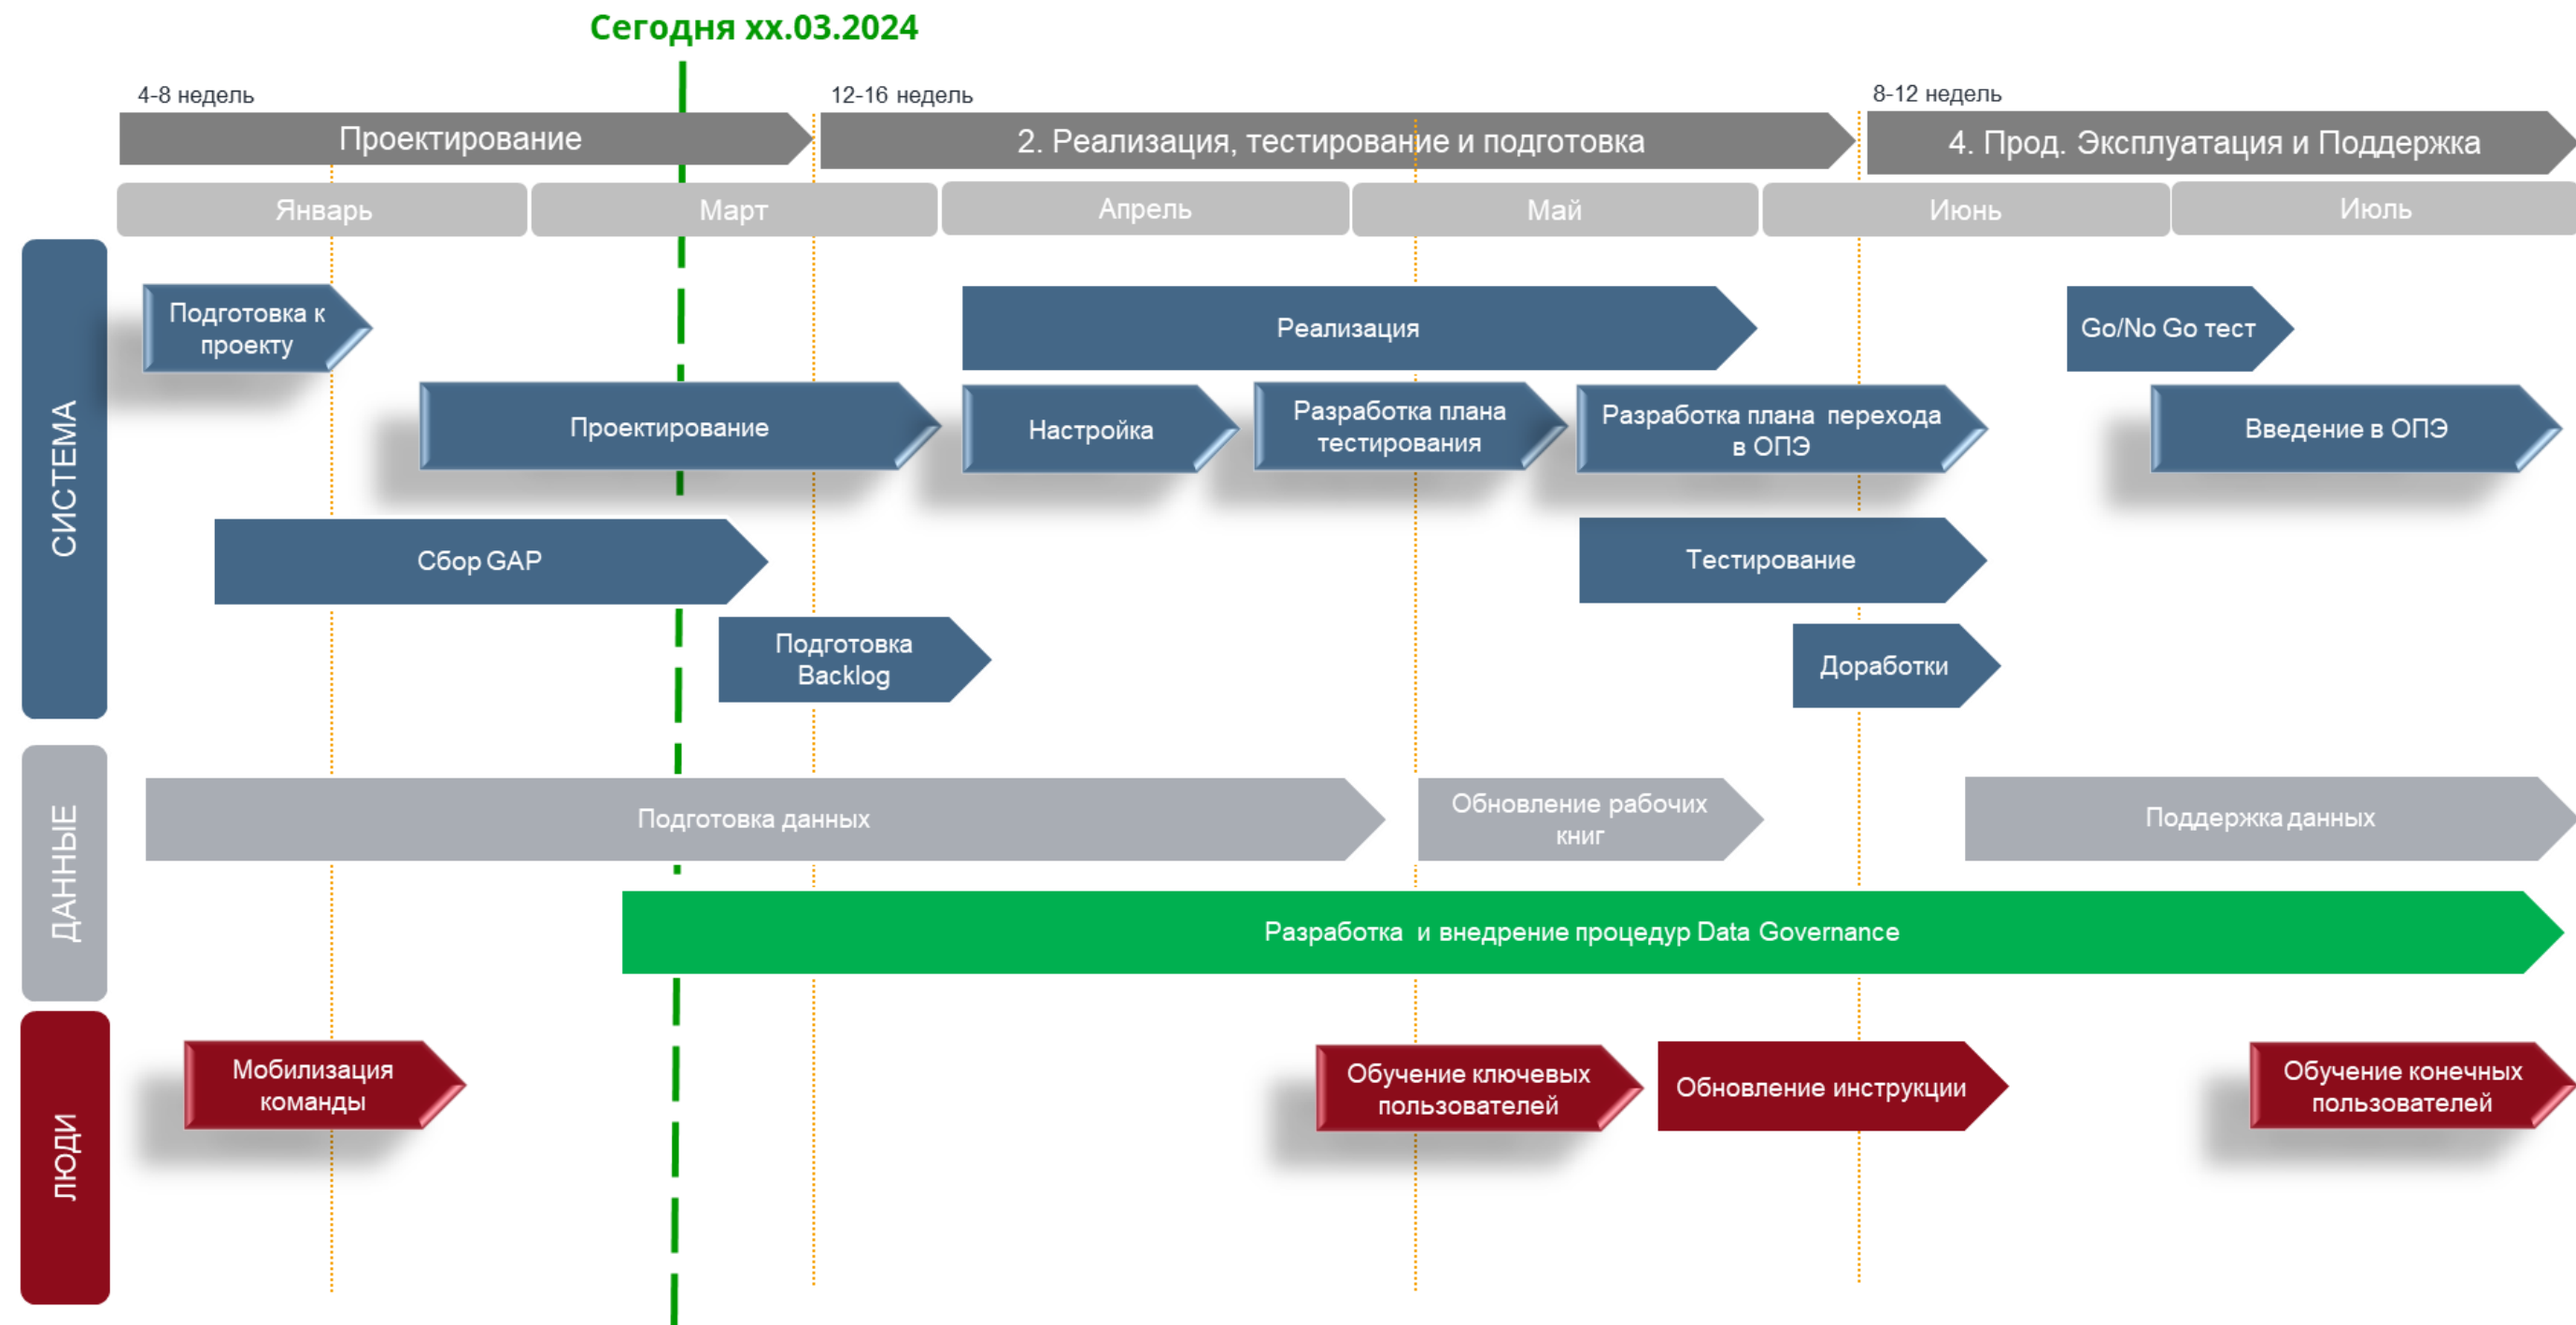 Сегодня хх.03.2024
4-8 недель
12-16 недель
8-12 недель
Проектирование
2. Реализация, тестирование и подготовка
4. Прод. Эксплуатация и Поддержка
Январь
Март
Апрель
Май
Июнь
Июль
СИСТЕМА
Подготовка к
проекту
Реализация
Go/No Go тест
Проектирование
Настройка
Разработка плана
тестирования
Разработка плана перехода
в ОПЭ
Введение в ОПЭ
Сбор GAP
Тестирование
Подготовка
Backlog
Доработки
ДАННЫЕ
Подготовка данных
Обновление рабочих
книг
Поддержка данных
Разработка и внедрение процедур Data Governance
ЛЮДИ
Мобилизация
команды
Обучение ключевых
пользователей
Обновление инструкции
Обучение конечных
пользователей